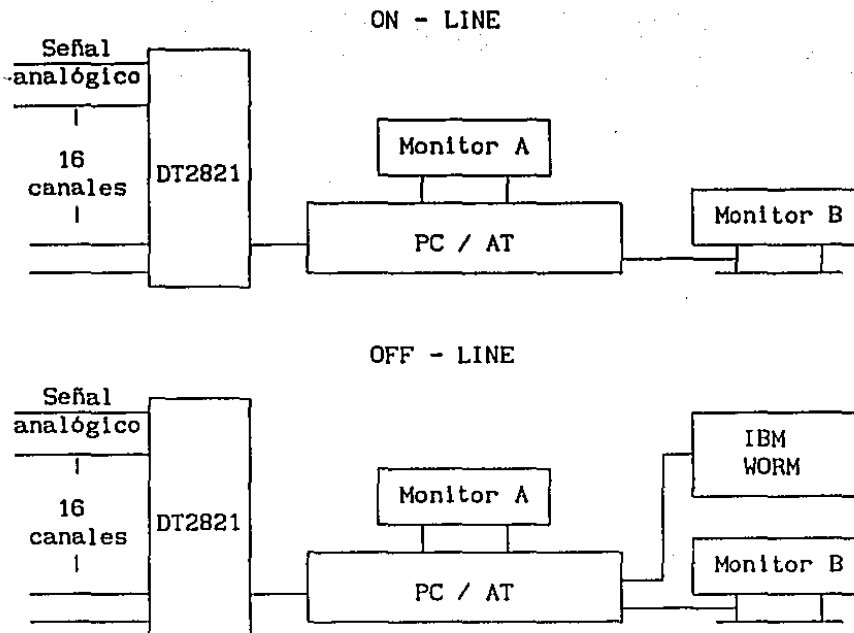 ON - LINE
Señal
analógico
16
canales
DT2821
Monitor A
PC / AT
Monitor B
OFF - LINE
Señal
analógico
16
canales
DT2821
Monitor A
PC / AT
IBM
WORM
Monitor B